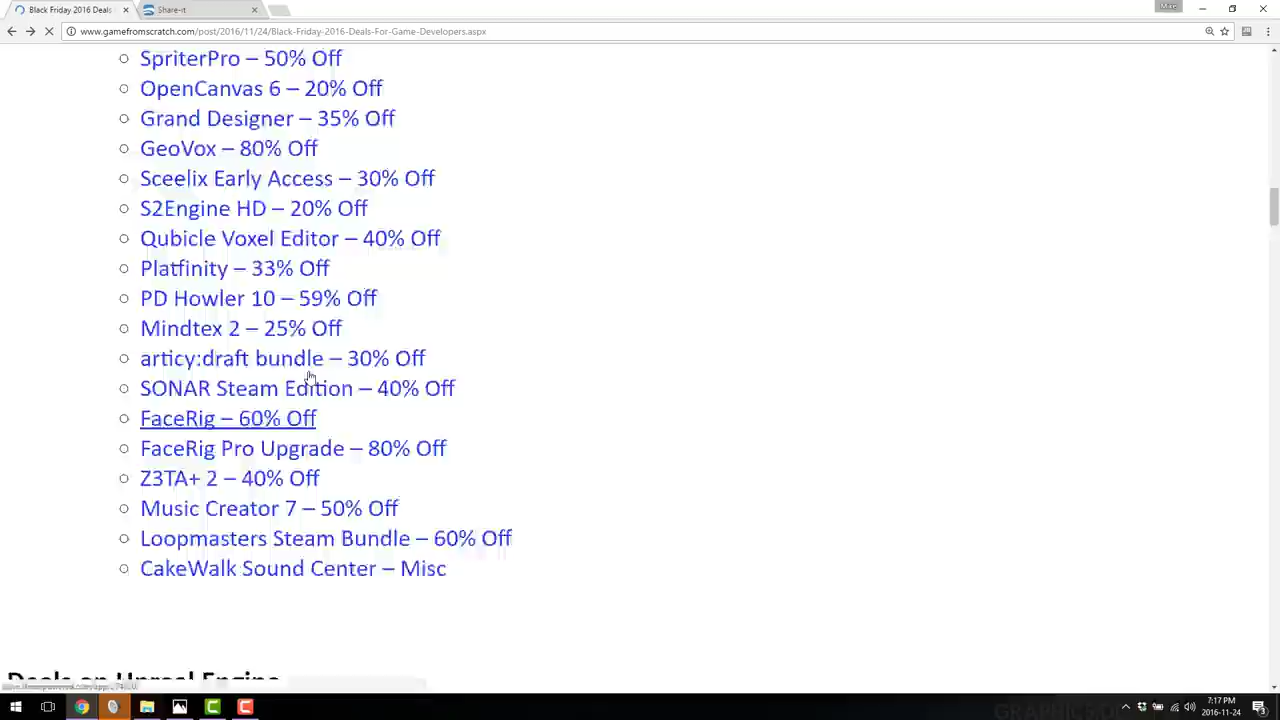 Black Friday 2016 Deals
Share-it
Mike
www.gamefromscratch.com/post/2016/11/24/Black-Friday-2016-Deals-For-Game-Developers.aspx
SpriterPro – 50% Off
OpenCanvas 6 – 20% Off
Grand Designer – 35% Off
GeoVox – 80% Off
Sceelix Early Access – 30% Off
S2Engine HD – 20% Off
Qubicle Voxel Editor – 40% Off
Platfinity – 33% Off
PD Howler 10 – 59% Off
Mindtex 2 – 25% Off
articy:draft bundle – 30% Off
SONAR Steam Edition – 40% Off
FaceRig – 60% Off
FaceRig Pro Upgrade – 80% Off
Z3TA+ 2 – 40% Off
Music Creator 7 – 50% Off
Loopmasters Steam Bundle – 60% Off
CakeWalk Sound Center – Misc
Deals on Unreal Engine
7:17 PM
2016-11-24